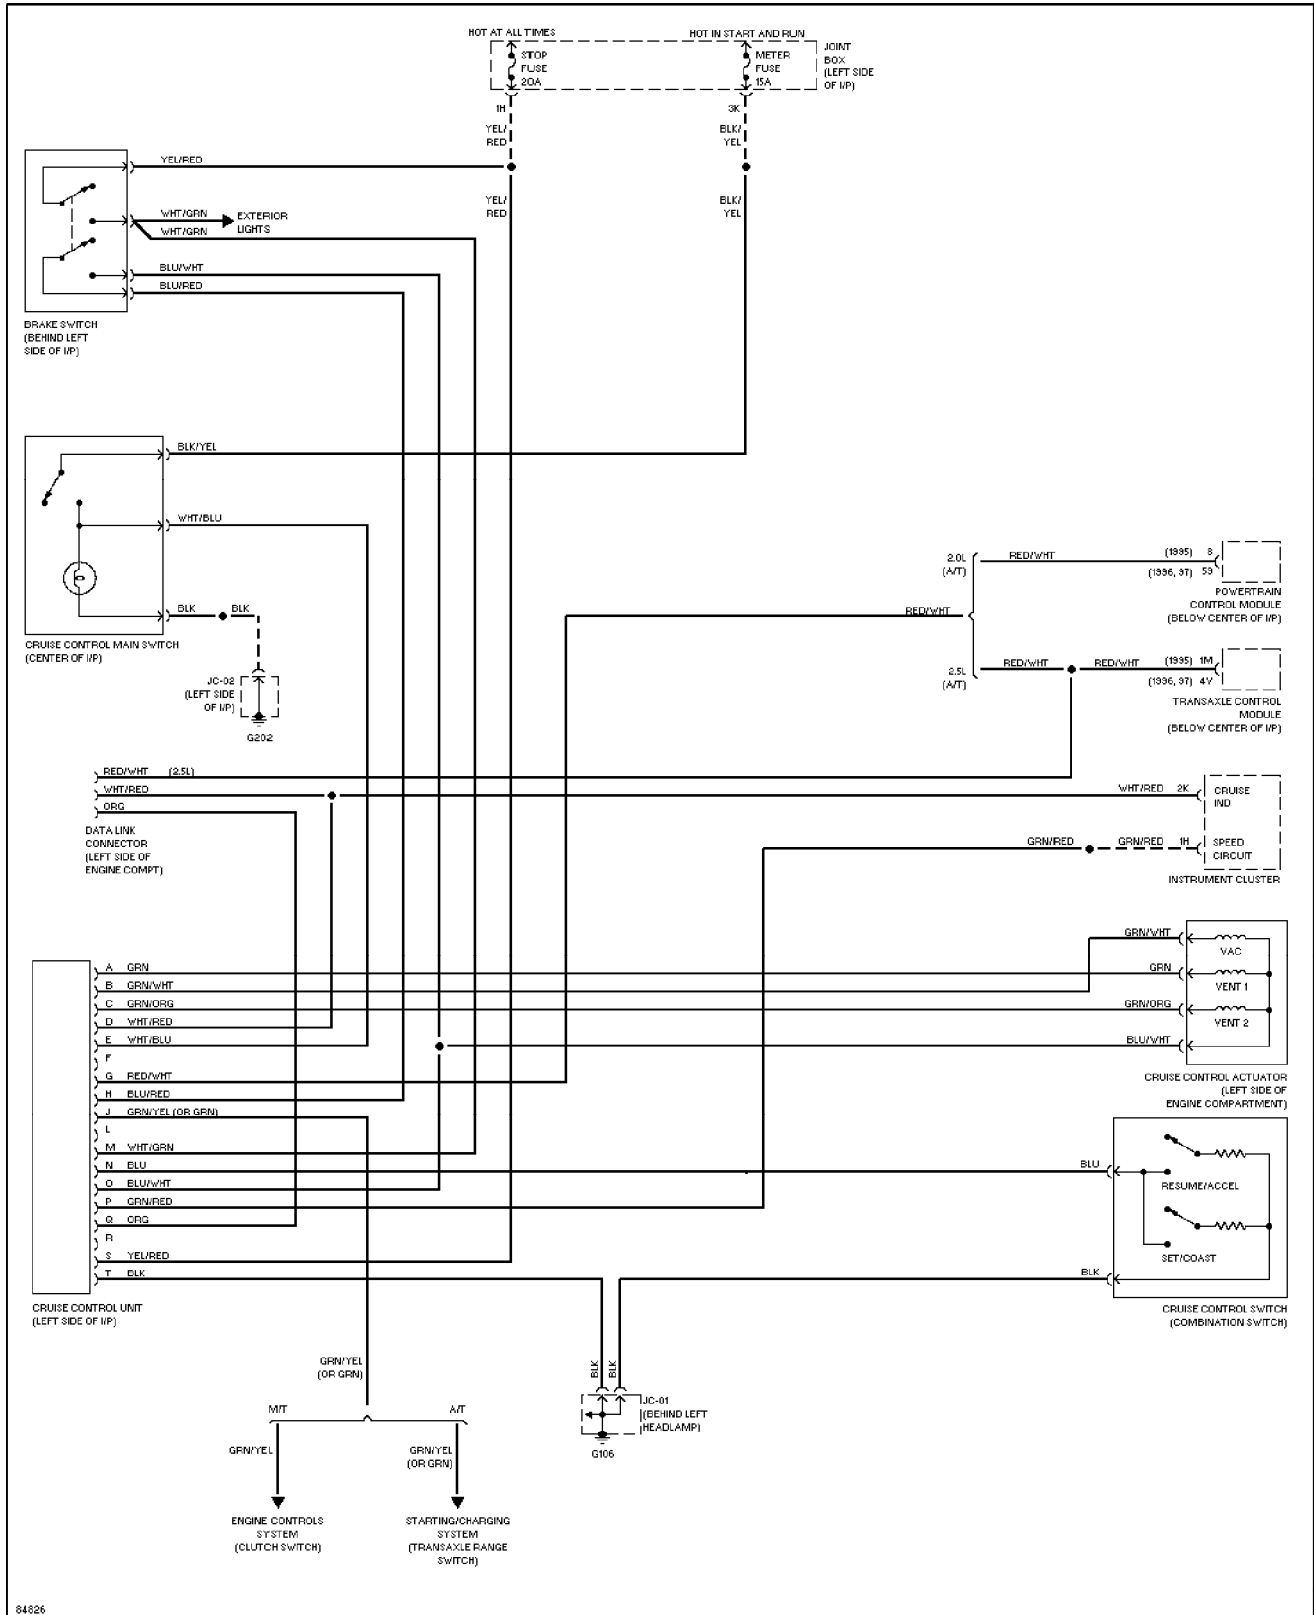 HOT AT ALL TIMES
HOT IN START AND RUN
STOP
FUSE
20A
METER
FUSE
15A
JOINT
BOX
(LEFT SIDE
OF I/P)
1H
3K
YEL/
RED
BLK/
YEL
YEL/RED
YEL/
RED
BLK/
YEL
WHT/GRN
EXTERIOR
LIGHTS
WHT/GRN
BLU/WHT
BLU/RED
BRAKE SWITCH
(BEHIND LEFT
SIDE OF I/P)
BLK/YEL
WHT/BLU
BLK
BLK
CRUISE CONTROL MAIN SWITCH
(CENTER OF I/P)
JC-02
(LEFT SIDE
OF I/P)
G202
2.0L
(A/T)
RED/WHT
(1995) 8
(1996, 97) 59
POWERTRAIN
CONTROL MODULE
(BELOW CENTER OF I/P)
RED/WHT
2.5L
(A/T)
RED/WHT
RED/WHT
(1995) 1M
(1996, 97) 4V
TRANSAXLE CONTROL
MODULE
(BELOW CENTER OF I/P)
RED/WHT (2.5L)
WHT/RED
ORG
DATA LINK
CONNECTOR
(LEFT SIDE OF
ENGINE COMPT)
WHT/RED 2K
CRUISE
IND
GRN/RED
GRN/RED 1H
SPEED
CIRCUIT
INSTRUMENT CLUSTER
GRN/WHT
VAC
GRN
VENT 1
GRN/ORG
VENT 2
BLU/WHT
CRUISE CONTROL ACTUATOR
(LEFT SIDE OF
ENGINE COMPARTMENT)
A GRN
B GRN/WHT
C GRN/ORG
D WHT/RED
E WHT/BLU
F
G RED/WHT
H BLU/RED
J GRN/YEL (OR GRN)
L
M WHT/GRN
N BLU
O BLU/WHT
P GRN/RED
Q ORG
R
S YEL/RED
T BLK
CRUISE CONTROL UNIT
(LEFT SIDE OF I/P)
BLU
RESUME/ACCEL
SET/COAST
BLK
CRUISE CONTROL SWITCH
(COMBINATION SWITCH)
GRN/YEL
(OR GRN)
BLK
BLK
M/T
A/T
JC-01
(BEHIND LEFT
HEADLAMP)
G106
GRN/YEL
GRN/YEL
(OR GRN)
ENGINE CONTROLS
SYSTEM
(CLUTCH SWITCH)
STARTING/CHARGING
SYSTEM
(TRANSAXLE RANGE
SWITCH)
84826